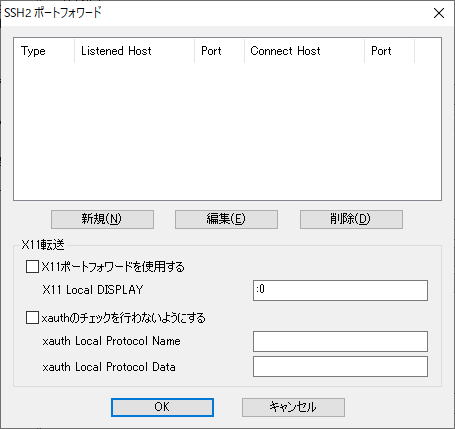 SSH2 ポートフォワード
Type Listened Host Port Connect Host Port
新規(N) 編集(E) 削除(D)
X11転送
X11ポートフォワードを使用する
X11 Local DISPLAY :0
xauthのチェックを行わないようにする
xauth Local Protocol Name
xauth Local Protocol Data
OK キャンセル